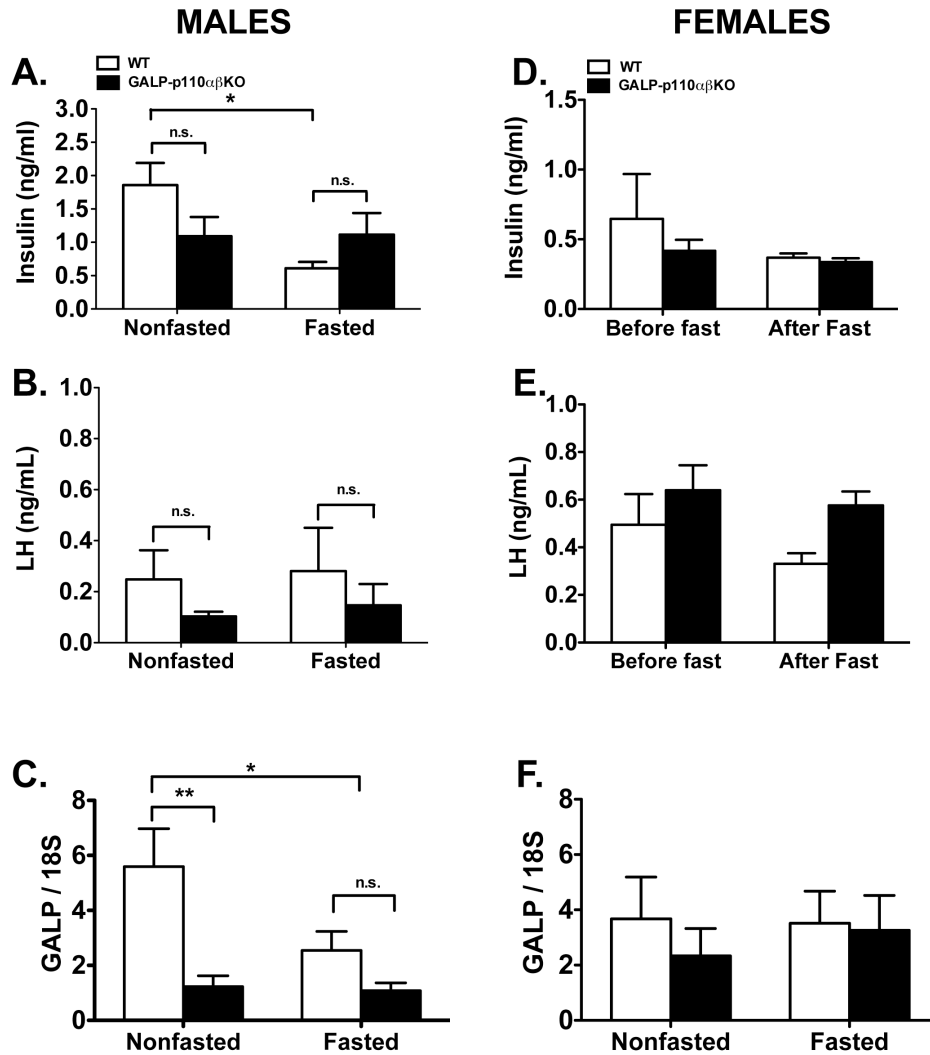 MALES
FEMALES
A.
WT
GALP-p110αβKO
*
n.s.
n.s.
3.0
2.5
2.0
1.5
1.0
0.5
0.0
Insulin (ng/ml)
Nonfasted
Fasted
D.
WT
GALP-p110αβKO
1.5
1.0
0.5
0.0
Insulin (ng/ml)
Before fast
After Fast
B.
n.s.
n.s.
1.0
0.8
0.6
0.4
0.2
0.0
LH (ng/mL)
Nonfasted
Fasted
E.
1.0
0.8
0.6
0.4
0.2
0.0
LH (ng/mL)
Before fast
After Fast
C.
*
**
n.s.
8
6
4
2
0
GALP / 18S
Nonfasted
Fasted
F.
8
6
4
2
0
GALP / 18S
Nonfasted
Fasted